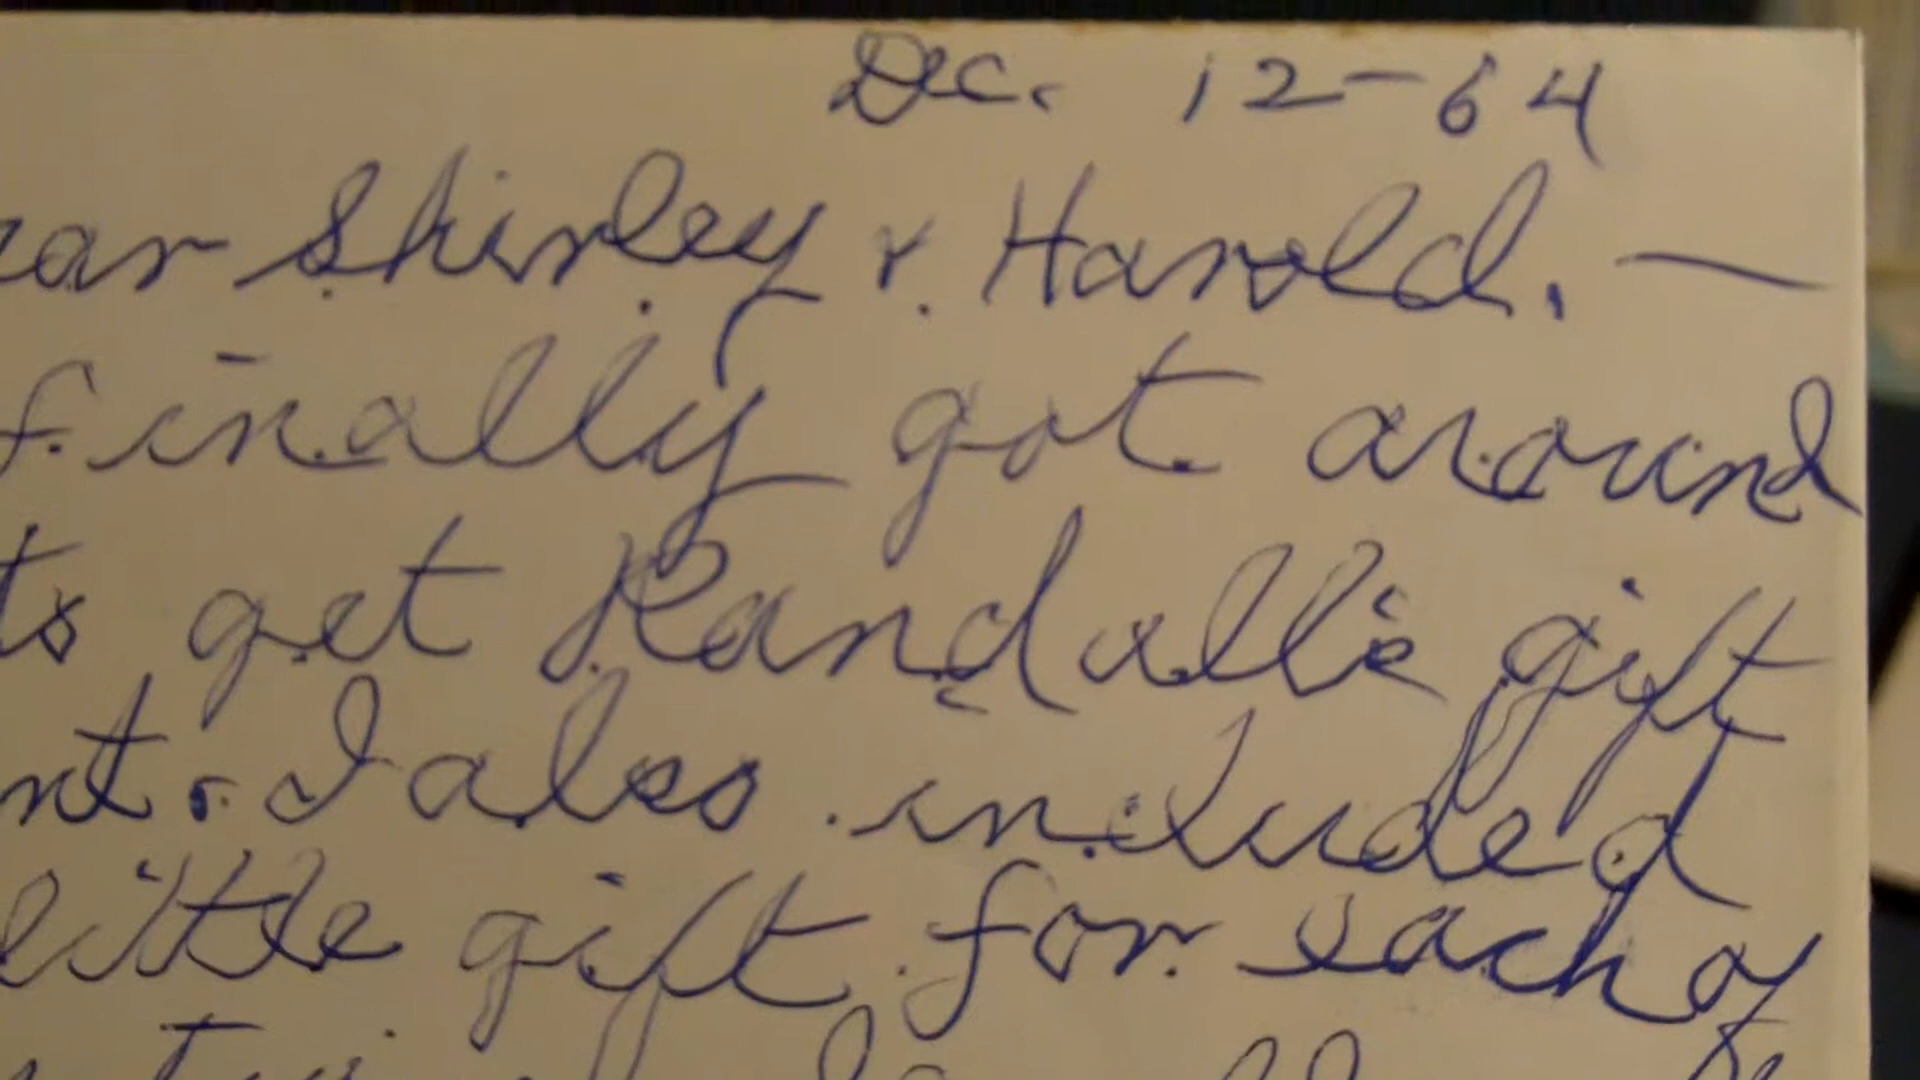 Dec. 12-64
ear Shirley & Harold. —
finally got around
to get Randall's gift
nt. I also included
little gift for each of